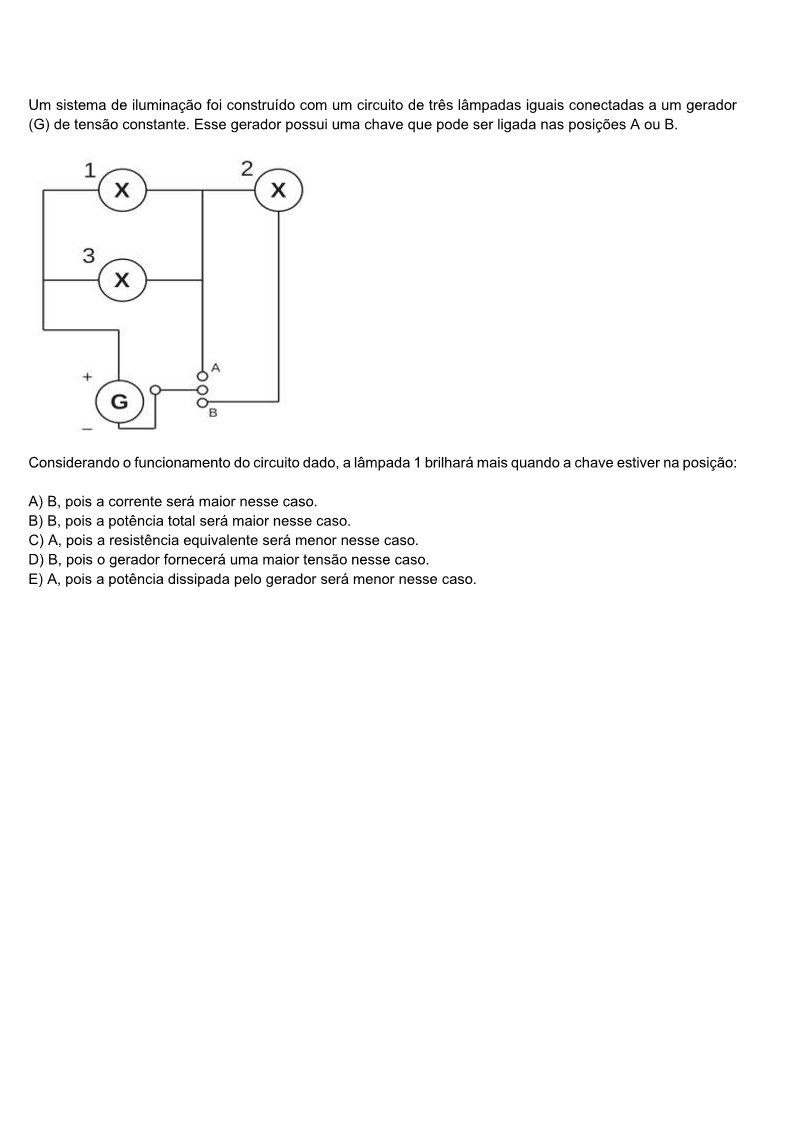 Um sistema de iluminação foi construído com um circuito de três lâmpadas iguais conectadas a um gerador
(G) de tensão constante. Esse gerador possui uma chave que pode ser ligada nas posições A ou B.
1
2
X
X
3
X
A
+
G
B
–
Considerando o funcionamento do circuito dado, a lâmpada 1 brilhará mais quando a chave estiver na posição:
A) B, pois a corrente será maior nesse caso.
B) B, pois a potência total será maior nesse caso.
C) A, pois a resistência equivalente será menor nesse caso.
D) B, pois o gerador fornecerá uma maior tensão nesse caso.
E) A, pois a potência dissipada pelo gerador será menor nesse caso.